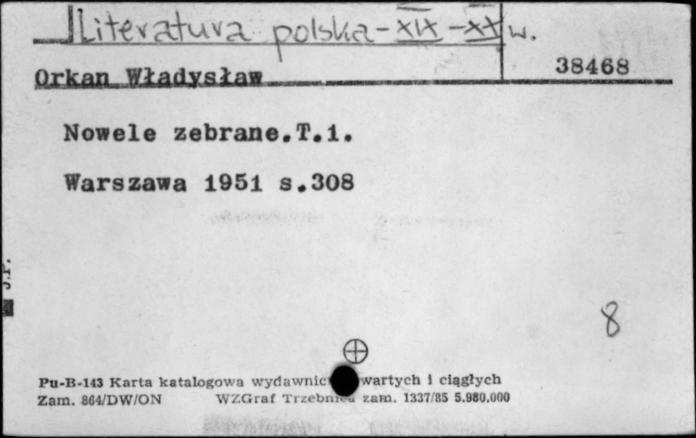 Literatura polska - XIX - XX w.
38468
Orkan Władysław
Nowele zebrane.T.1.
Warszawa 1951 s.308
J.P.
8
Pu-B-143 Karta katalogowa wydawnic wartych i ciągłych
Zam. 864/DW/ON WZGraf Trzebnica zam. 1337/85 5.980.000